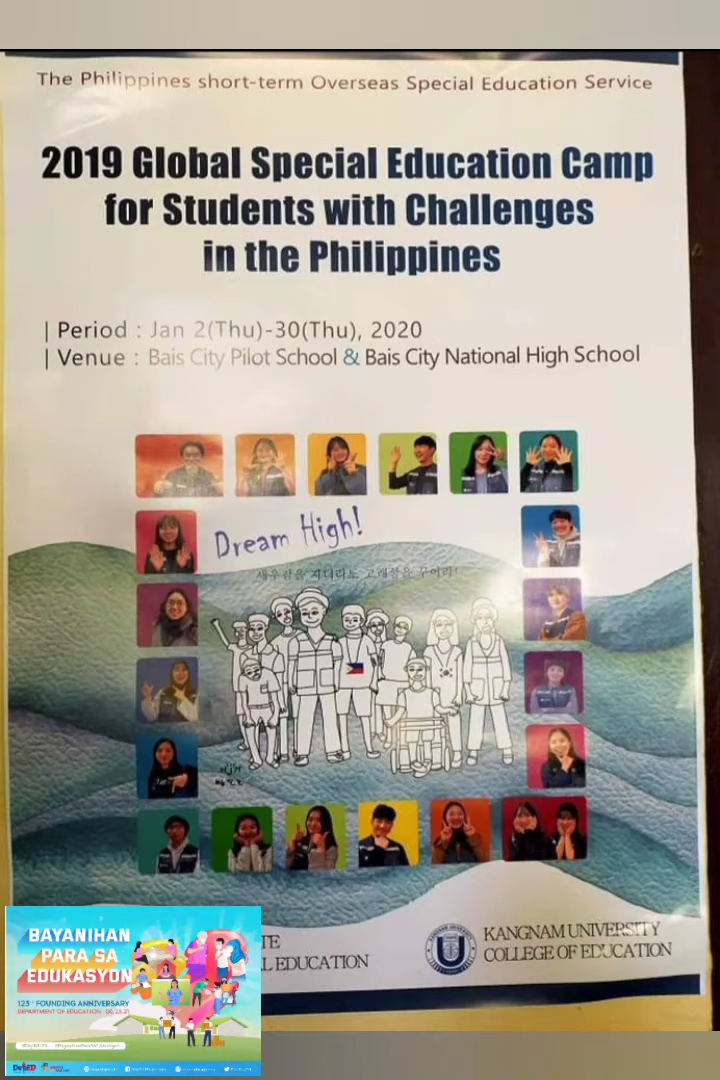 The Philippines short-term Overseas Special Education Service
2019 Global Special Education Camp
for Students with Challenges
in the Philippines
| Period : Jan 2(Thu)-30(Thu), 2020
| Venue : Bais City Pilot School & Bais City National High School
Dream High!
새우잠을 자더라도 고래꿈을 꾸어라!
TE
L EDUCATION
KANGNAM UNIVERSITY
COLLEGE OF EDUCATION
BAYANIHAN
PARA SA
EDUKASYON
123rd FOUNDING ANNIVERSARY
DEPARTMENT OF EDUCATION
DepED